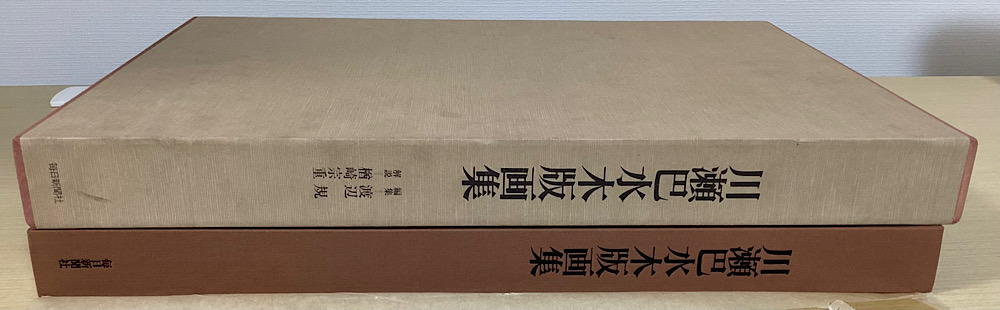 川瀬巴水木版画集
編集 渡辺規
解説 楢崎宗重
毎日新聞社
川瀬巴水木版画集
毎日新聞社